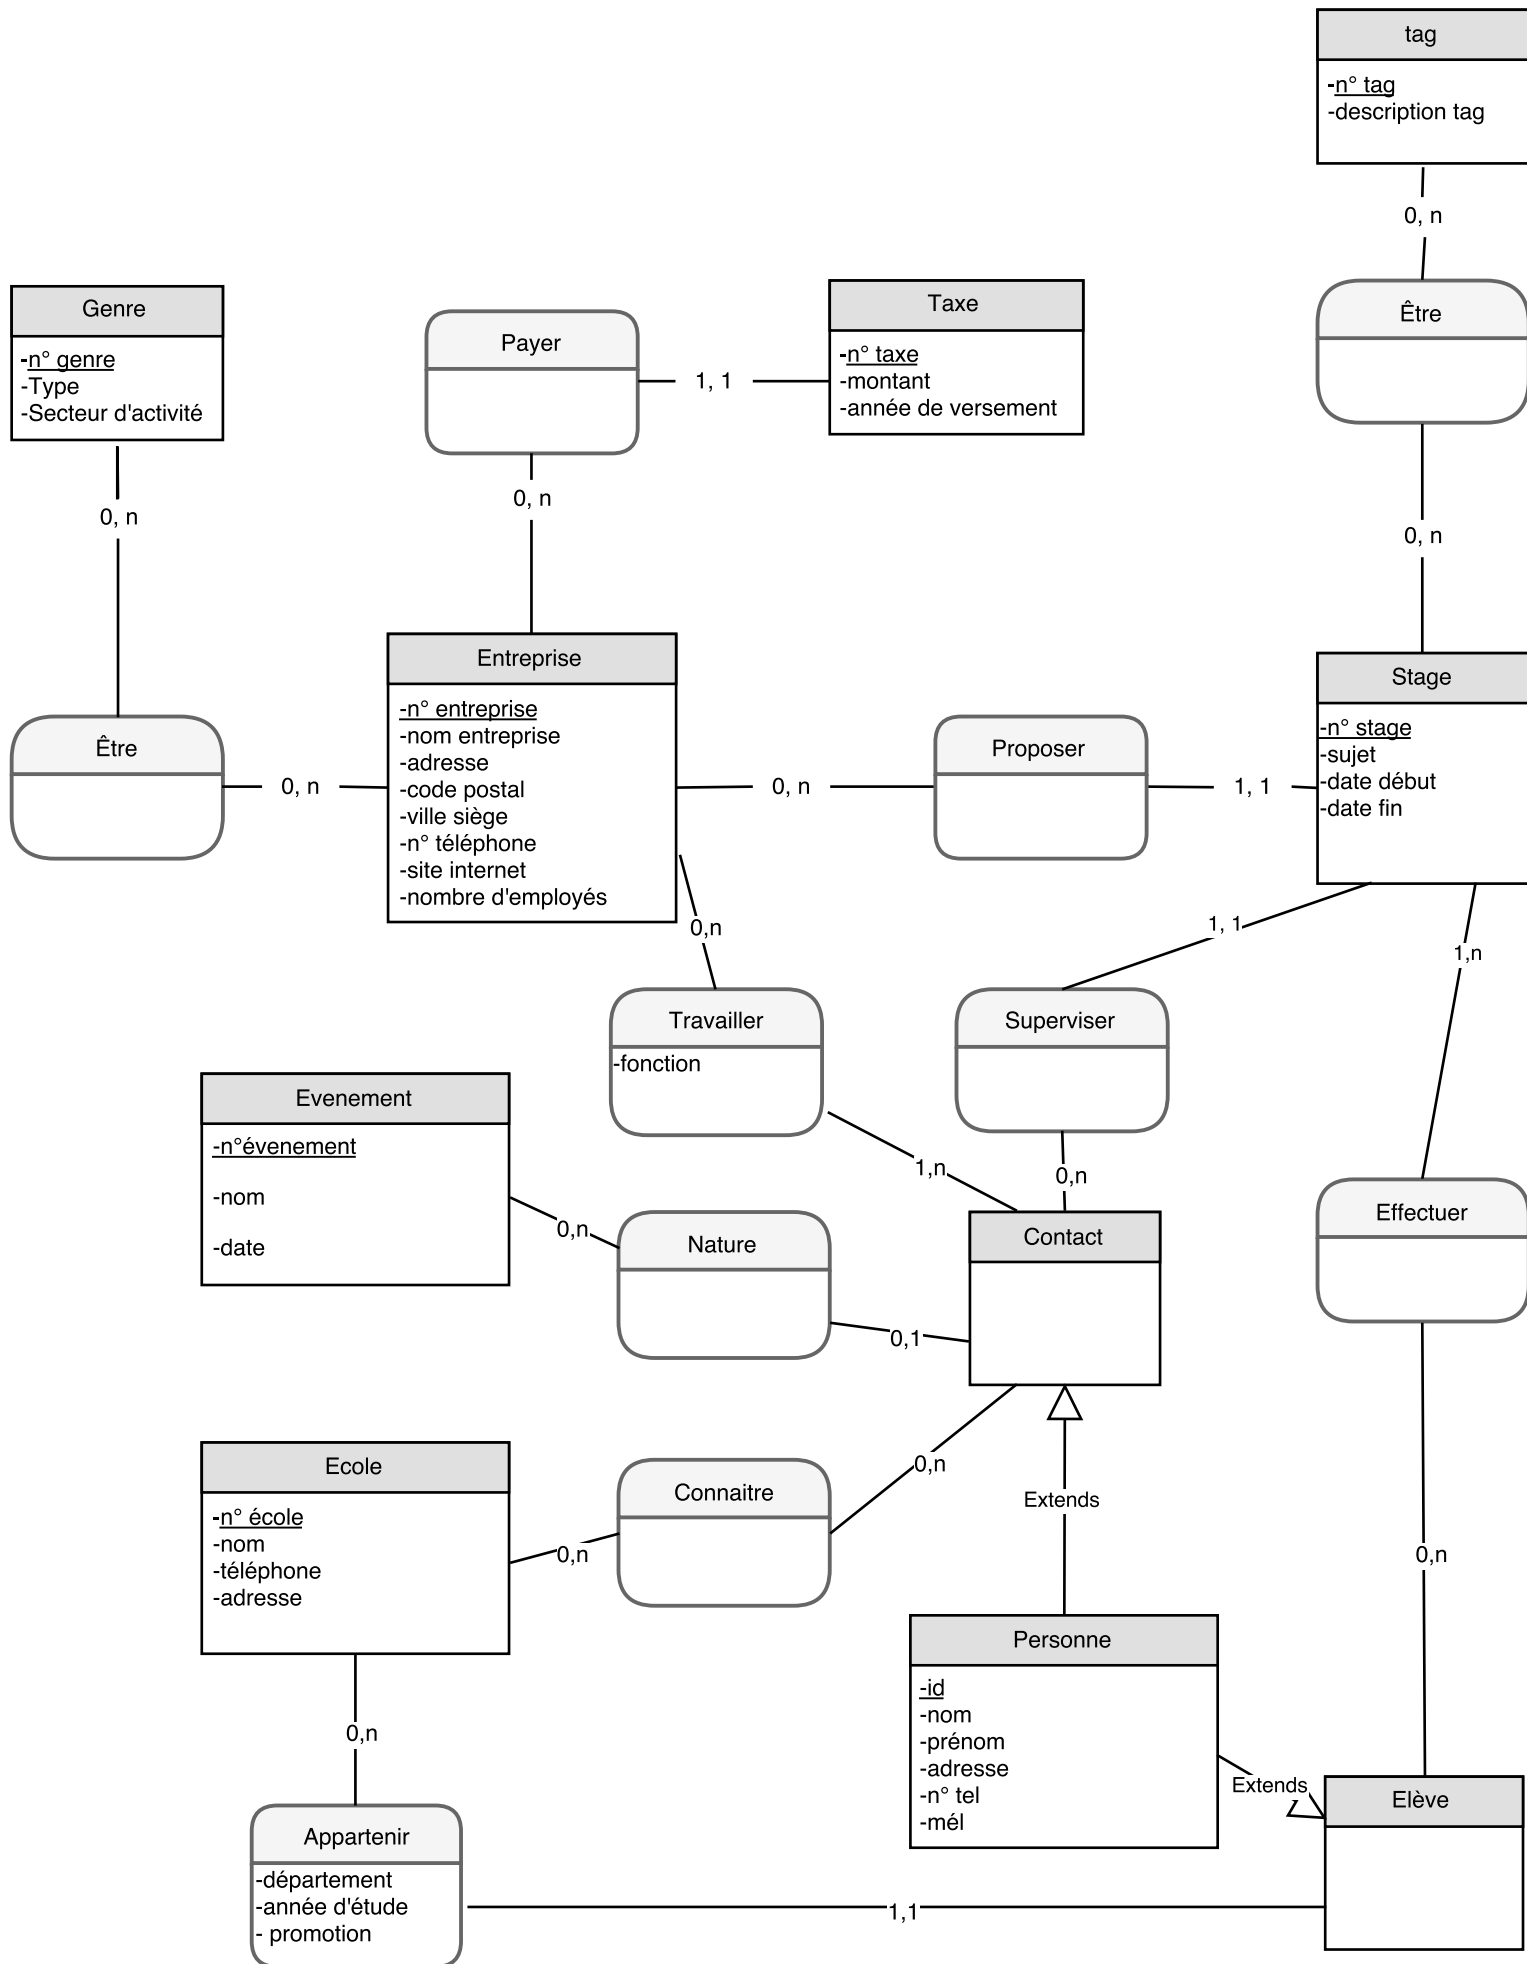 tag
-n° tag
-description tag
0, n
Être
0, n
Genre
-n° genre
-Type
-Secteur d'activité
0, n
Payer
1, 1
0, n
Taxe
-n° taxe
-montant
-année de versement
Être
0, n
Entreprise
-n° entreprise
-nom entreprise
-adresse
-code postal
-ville siège
-n° téléphone
-site internet
-nombre d'employés
0, n
Proposer
1, 1
Stage
-n° stage
-sujet
-date début
-date fin
0,n
1, 1
1,n
Travailler
-fonction
Superviser
1,n
0,n
Evenement
-n°évenement
-nom
-date
0,n
Nature
0,1
Contact
Effectuer
Ecole
-n° école
-nom
-téléphone
-adresse
0,n
Connaitre
0,n
Extends
0,n
Personne
-id
-nom
-prénom
-adresse
-n° tel
-mél
Extends
Elève
0,n
Appartenir
-département
-année d'étude
- promotion
1,1